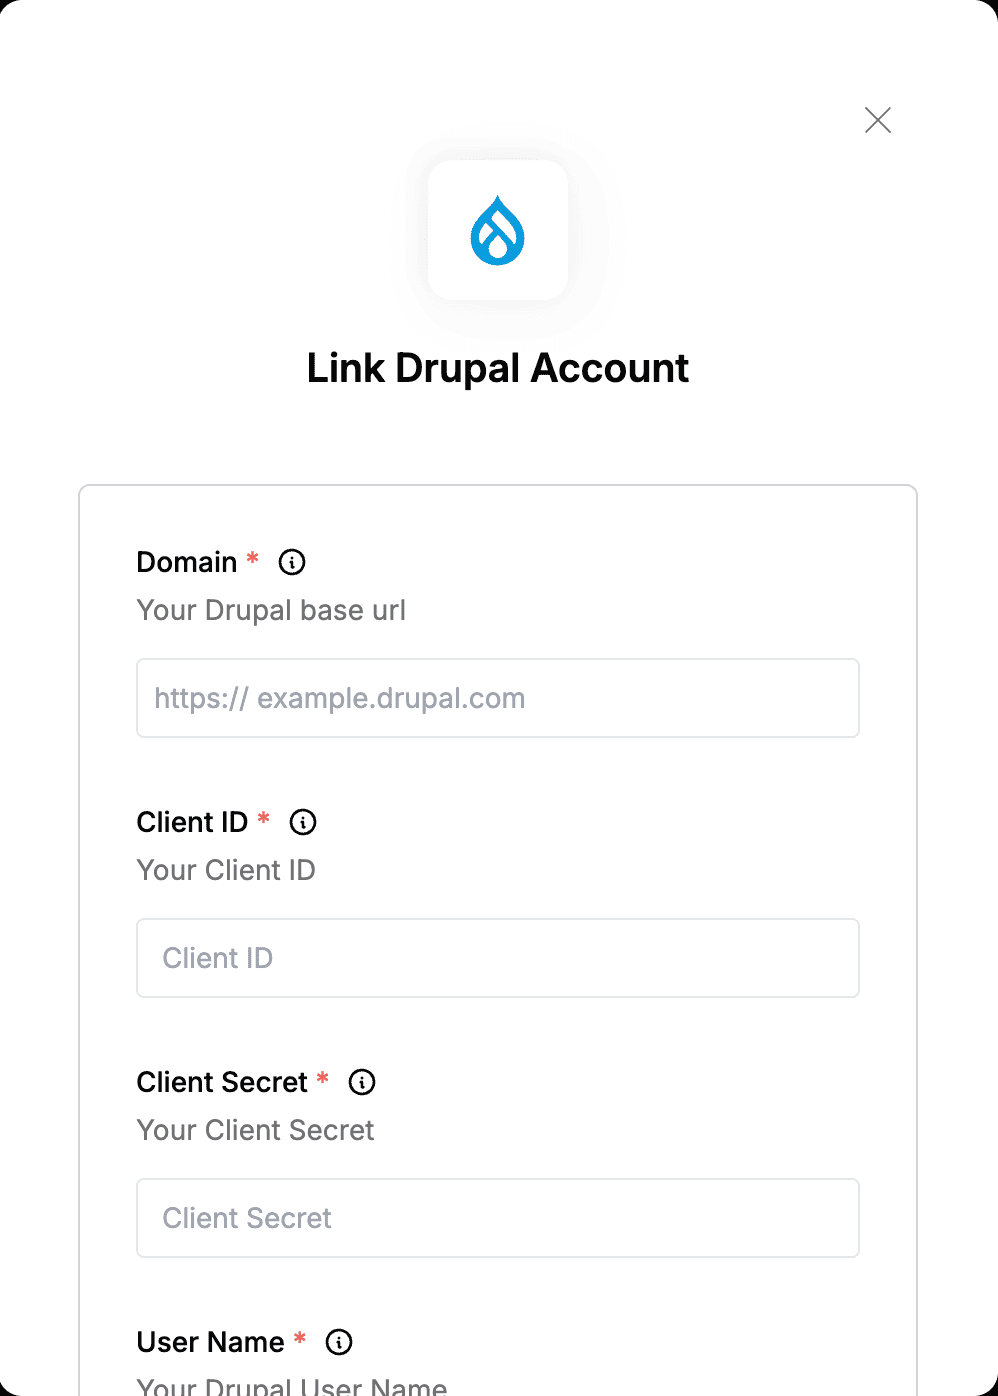 Link Drupal Account
Domain *
Your Drupal base url
https:// example.drupal.com
Client ID *
Your Client ID
Client ID
Client Secret *
Your Client Secret
Client Secret
User Name *
Your Drupal User Name